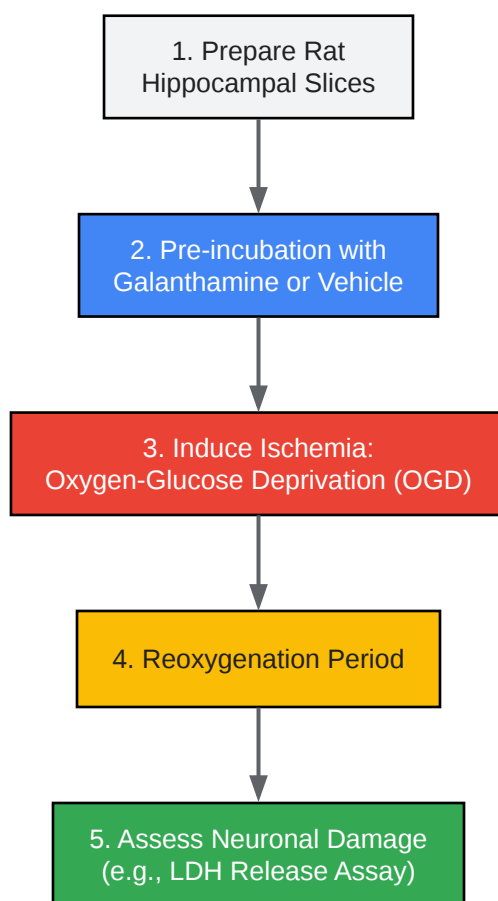 1. Prepare Rat
Hippocampal Slices
2. Pre-incubation with
Galanthamine or Vehicle
3. Induce Ischemia:
Oxygen-Glucose Deprivation (OGD)
4. Reoxygenation Period
5. Assess Neuronal Damage
(e.g., LDH Release Assay)